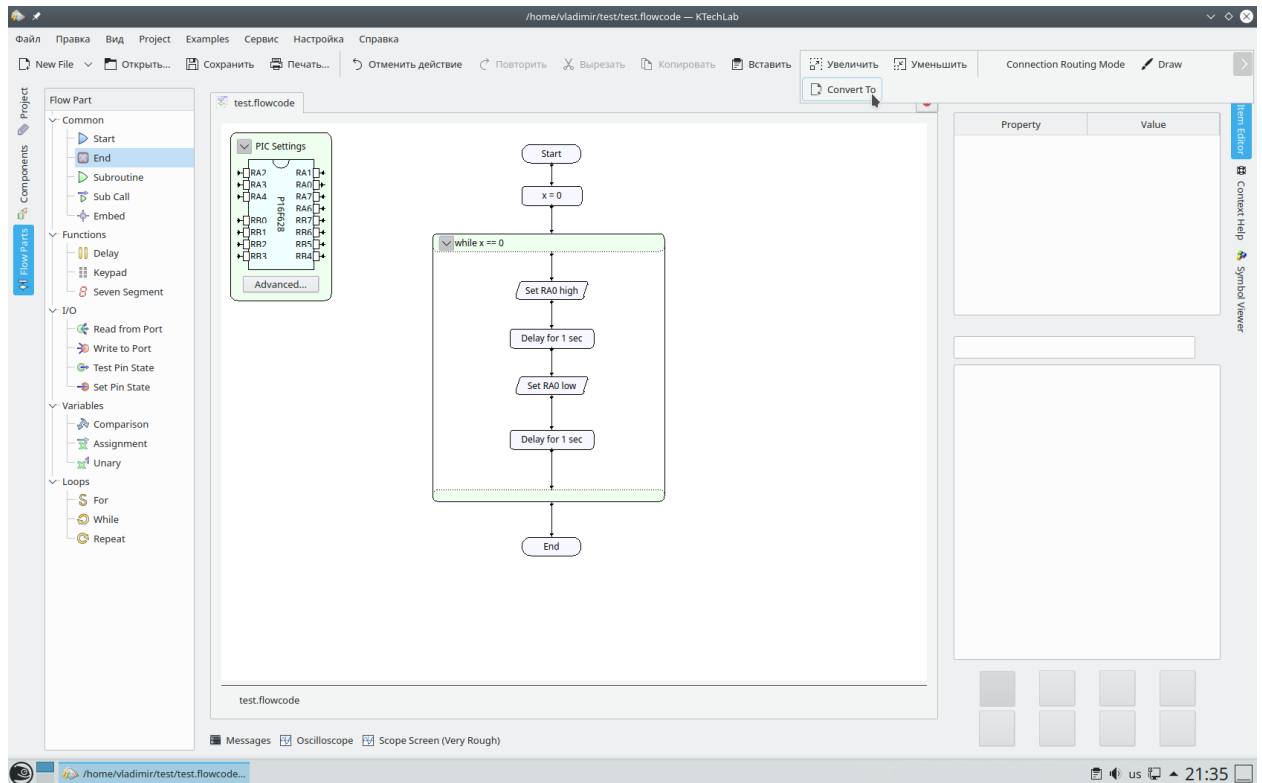 /home/vladimir/test/test.flowcode — KTechLab
Файл Правка Вид Project Examples Сервис Настройка Справка
New File Открыть... Сохранить Печать... Отменить действие Повторить Вырезать Копировать Вставить Увеличить Уменьшить Connection Routing Mode Draw
Convert To
Project
Components
Flow Parts
Flow Part
Common
Start
End
Subroutine
Sub Call
Embed
Functions
Delay
Keypad
Seven Segment
I/O
Read from Port
Write to Port
Test Pin State
Set Pin State
Variables
Comparison
Assignment
Unary
Loops
For
While
Repeat
test.flowcode
PIC Settings
RA2 RA1
RA3 RA0
RA4 RA7
RA6
RB0 RB7
RB1 RB6
RB2 RB5
RB3 RB4
P16F628
Advanced...
Start
x = 0
while x == 0
Set RA0 high
Delay for 1 sec
Set RA0 low
Delay for 1 sec
End
test.flowcode
Messages Oscilloscope Scope Screen (Very Rough)
Property Value
Item Editor
Context Help
Symbol Viewer
/home/vladimir/test/test.flowcode...
us 21:35